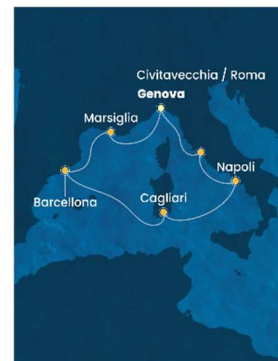 Civitavecchia / Roma
Genova
Marsiglia
Napoli
Barcellona
Cagliari